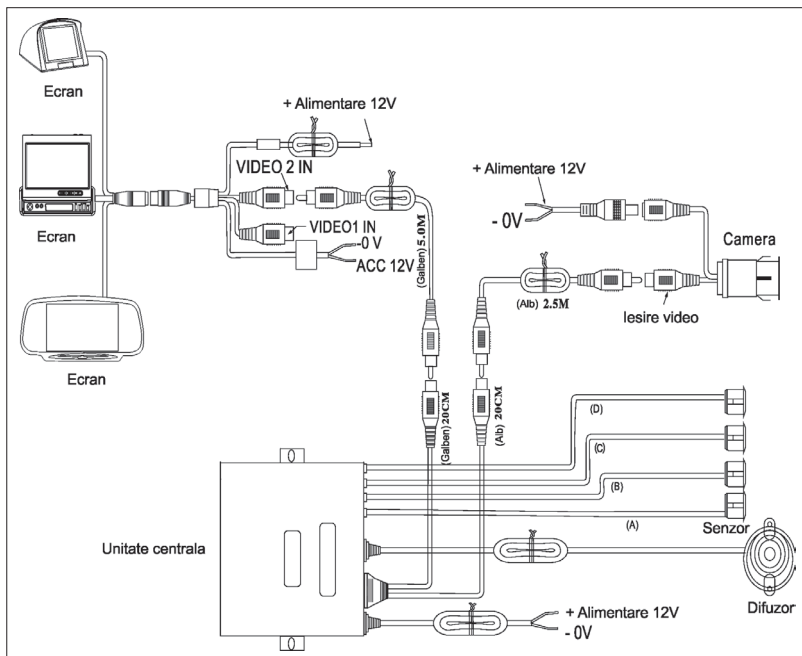 Ecran
+ Alimentare 12V
VIDEO 2 IN
+ Alimentare 12V
- 0V
Camera
Ecran
VIDEO1 IN
-0 V
ACC 12V
(Galben) 5.0M
(Alb) 2.5M
Iesire video
Ecran
(Galben) 20CM
(Alb) 20CM
(D)
(C)
(B)
(A)
Senzor
Unitate centrala
Difuzor
+ Alimentare 12V
- 0V